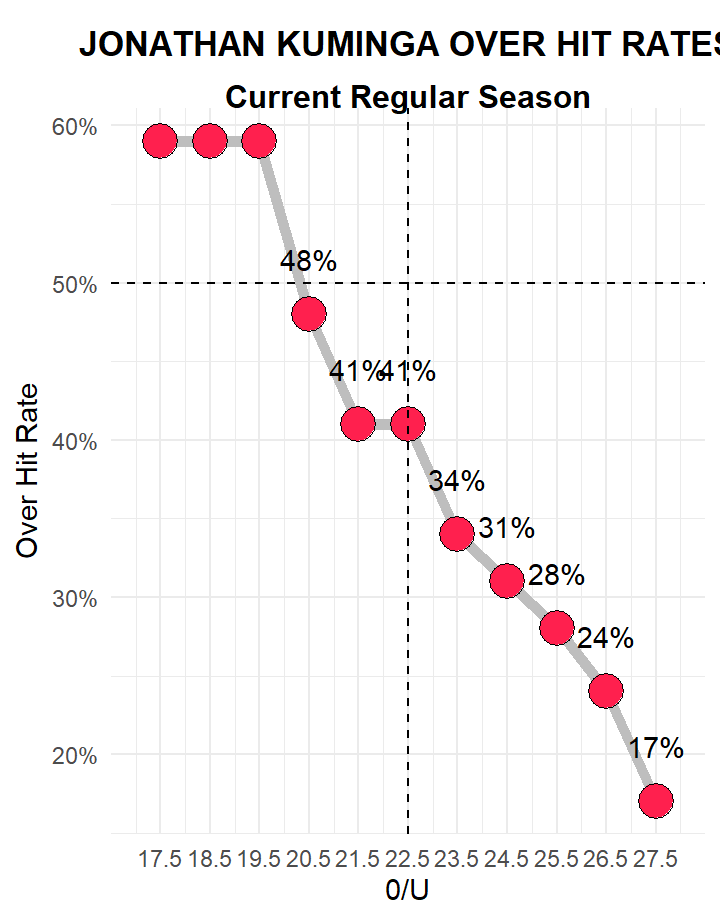 JONATHAN KUMINGA OVER HIT RATES
Current Regular Season
60%
50%
40%
30%
20%
Over Hit Rate
48%
41%
41%
34%
31%
28%
24%
17%
17.5 18.5 19.5 20.5 21.5 22.5 23.5 24.5 25.5 26.5 27.5
0/U